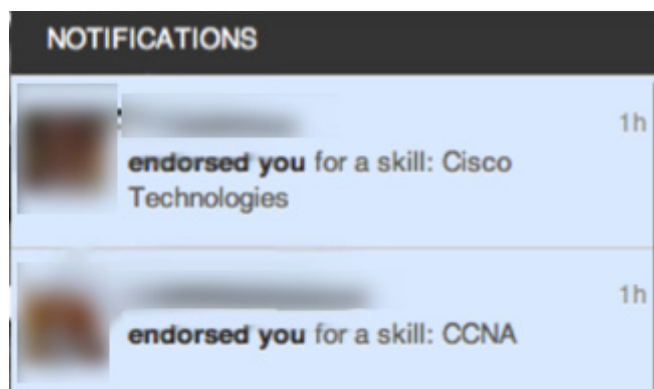 NOTIFICATIONS
1h
endorsed you for a skill: Cisco
Technologies
1h
endorsed you for a skill: CCNA